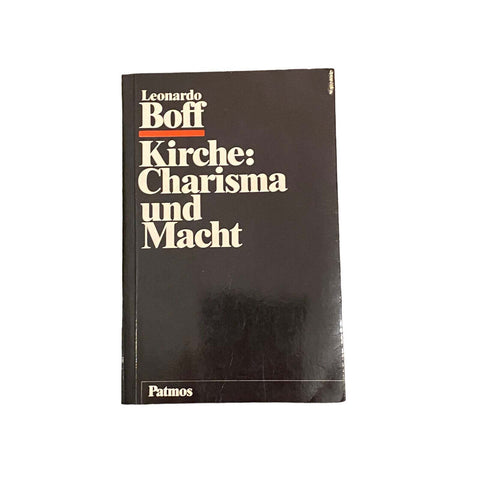 Leonardo
Boff
Kirche:
Charisma
und
Macht
Patmos